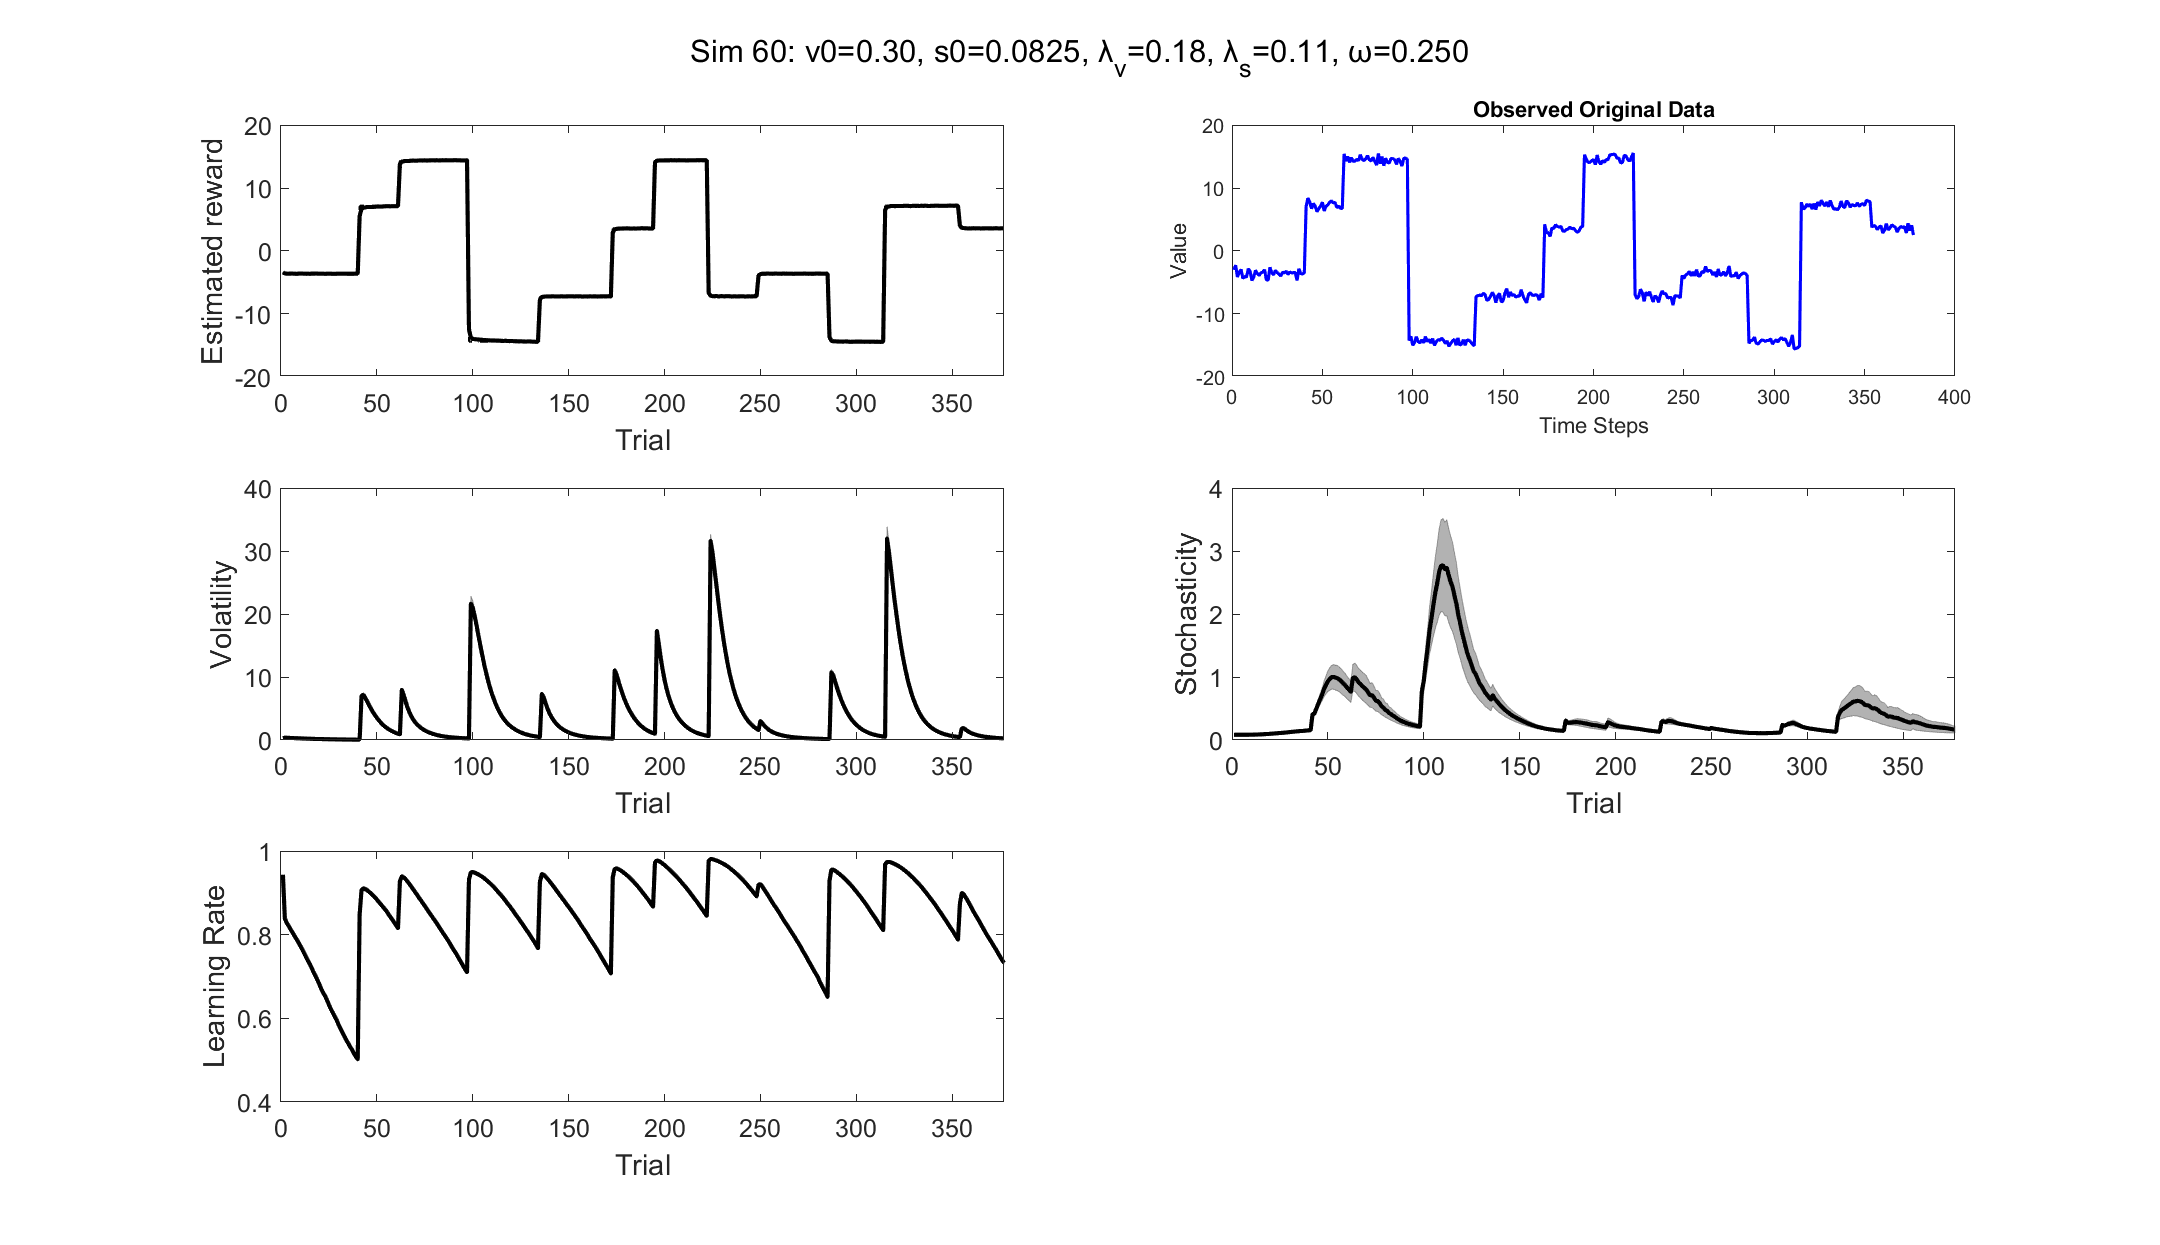 Sim 60: v0=0.30, s0=0.0825, λ_v=0.18, λ_s=0.11, ω=0.250
Estimated reward
20
10
0
-10
-20
0 50 100 150 200 250 300 350
Trial
Observed Original Data
Value
20
10
0
-10
-20
0 50 100 150 200 250 300 350 400
Time Steps
Volatility
40
30
20
10
0
0 50 100 150 200 250 300 350
Trial
Stochasticity
4
3
2
1
0
0 50 100 150 200 250 300 350
Trial
Learning Rate
1
0.8
0.6
0.4
0 50 100 150 200 250 300 350
Trial